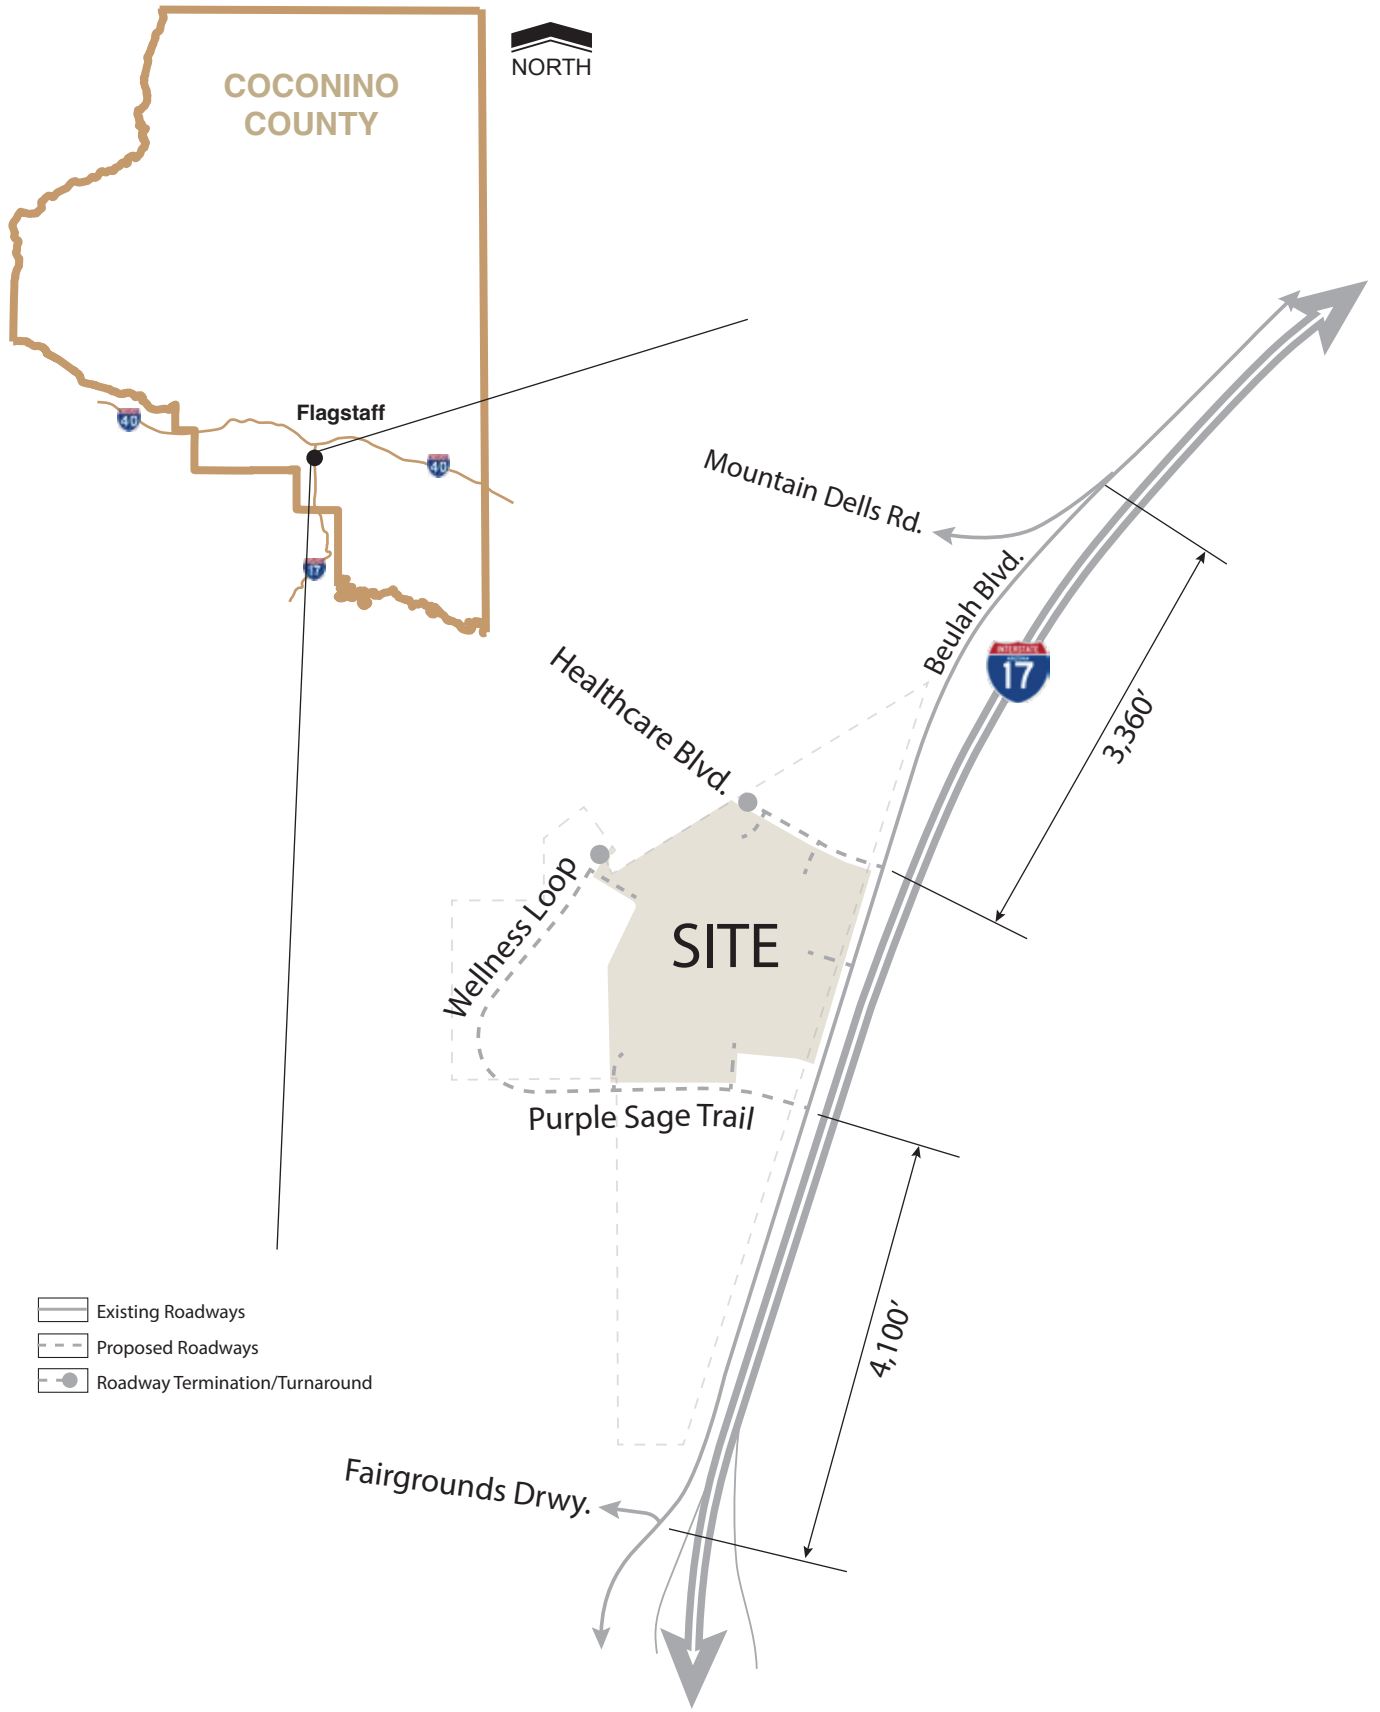 COCONINO
COUNTY
NORTH
Flagstaff
40
40
17
Mountain Dells Rd.
Beulah Blvd.
INTERSTATE
ARIZONA
17
Healthcare Blvd.
3,360′
Wellness Loop
SITE
Purple Sage Trail
4,100′
Existing Roadways
Proposed Roadways
Roadway Termination/Turnaround
Fairgrounds Drwy.